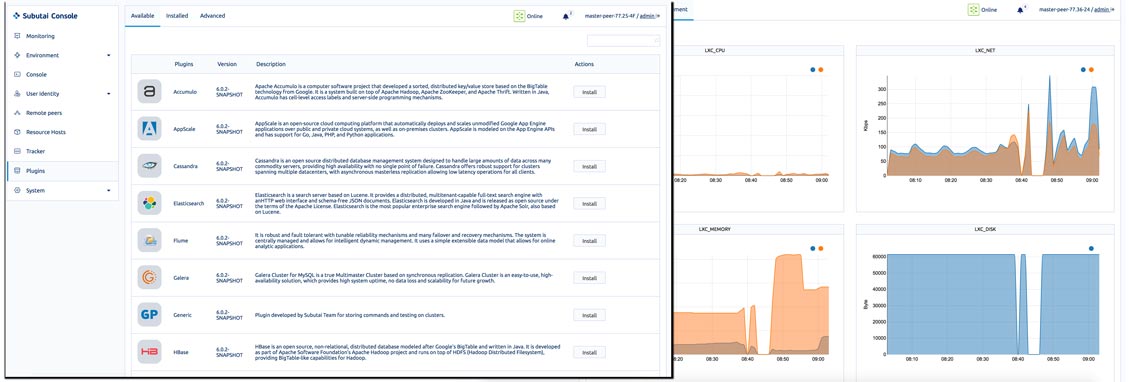 Subutai Console
Monitoring
Environment
Console
User Identity
Remote peers
Resource Hosts
Tracker
Plugins
System
Available Installed Advanced
Online
master-peer-77.25-4F / admin
Plugins Version Description Actions
Accumulo 6.0.2-SNAPSHOT
Apache Accumulo is a computer software project that developed a sorted, distributed key/value store based on the BigTable
technology from Google. It is a system built on top of Apache Hadoop, Apache ZooKeeper, and Apache Thrift. Written in Java,
Accumulo has cell-level access labels and server-side programming mechanisms.
Install
AppScale 6.0.2-SNAPSHOT
AppScale is an open-source cloud computing platform that automatically deploys and scales unmodified Google App Engine
applications over public and private cloud systems, as well as on-premises clusters. AppScale is modeled on the App Engine APIs
and has support for Go, Java, PHP, and Python applications.
Install
Cassandra 6.0.2-SNAPSHOT
Cassandra is an open source distributed database management system designed to handle large amounts of data across many
commodity servers, providing high availability with no single point of failure. Cassandra offers robust support for clusters
spanning multiple datacenters, with asynchronous masterless replication allowing low latency operations for all clients.
Install
Elasticsearch 6.0.2-SNAPSHOT
Elasticsearch is a search server based on Lucene. It provides a distributed, multitenant-capable full-text search engine with
anHTTP web interface and schema-free JSON documents. Elasticsearch is developed in Java and is released as open source under
the terms of the Apache License. Elasticsearch is the most popular enterprise search engine followed by Apache Solr, also based
on Lucene.
Install
Flume 6.0.2-SNAPSHOT
It is robust and fault tolerant with tunable reliability mechanisms and many failover and recovery mechanisms. The system is
centrally managed and allows for intelligent dynamic management. It uses a simple extensible data model that allows for online
analytic applications.
Install
Galera 6.0.2-SNAPSHOT
Galera Cluster for MySQL is a true Multimaster Cluster based on synchronous replication. Galera Cluster is an easy-to-use, high-
availability solution, which provides high system uptime, no data loss and scalability for future growth.
Install
GP
Generic 6.0.2-SNAPSHOT
Plugin developed by Subutai Team for storing commands and testing on clusters.
Install
HB
HBase 6.0.2-SNAPSHOT
HBase is an open source, non-relational, distributed database modeled after Google's BigTable and written in Java. It is developed
as part of Apache Software Foundation's Apache Hadoop project and runs on top of HDFS (Hadoop Distributed Filesystem),
providing BigTable-like capabilities for Hadoop.
Install
ment
Online
master-peer-77.36-24 / admin
LXC_CPU
08:20 08:30 08:40 08:50 09:00
LXC_NET
Kbps
300
250
200
150
100
50
0
08:10 08:20 08:30 08:40 08:50 09:00
LXC_MEMORY
08:20 08:30 08:40 08:50 09:00
LXC_DISK
Byte
60000
50000
40000
30000
20000
10000
0
08:10 08:20 08:30 08:40 08:50 09:00